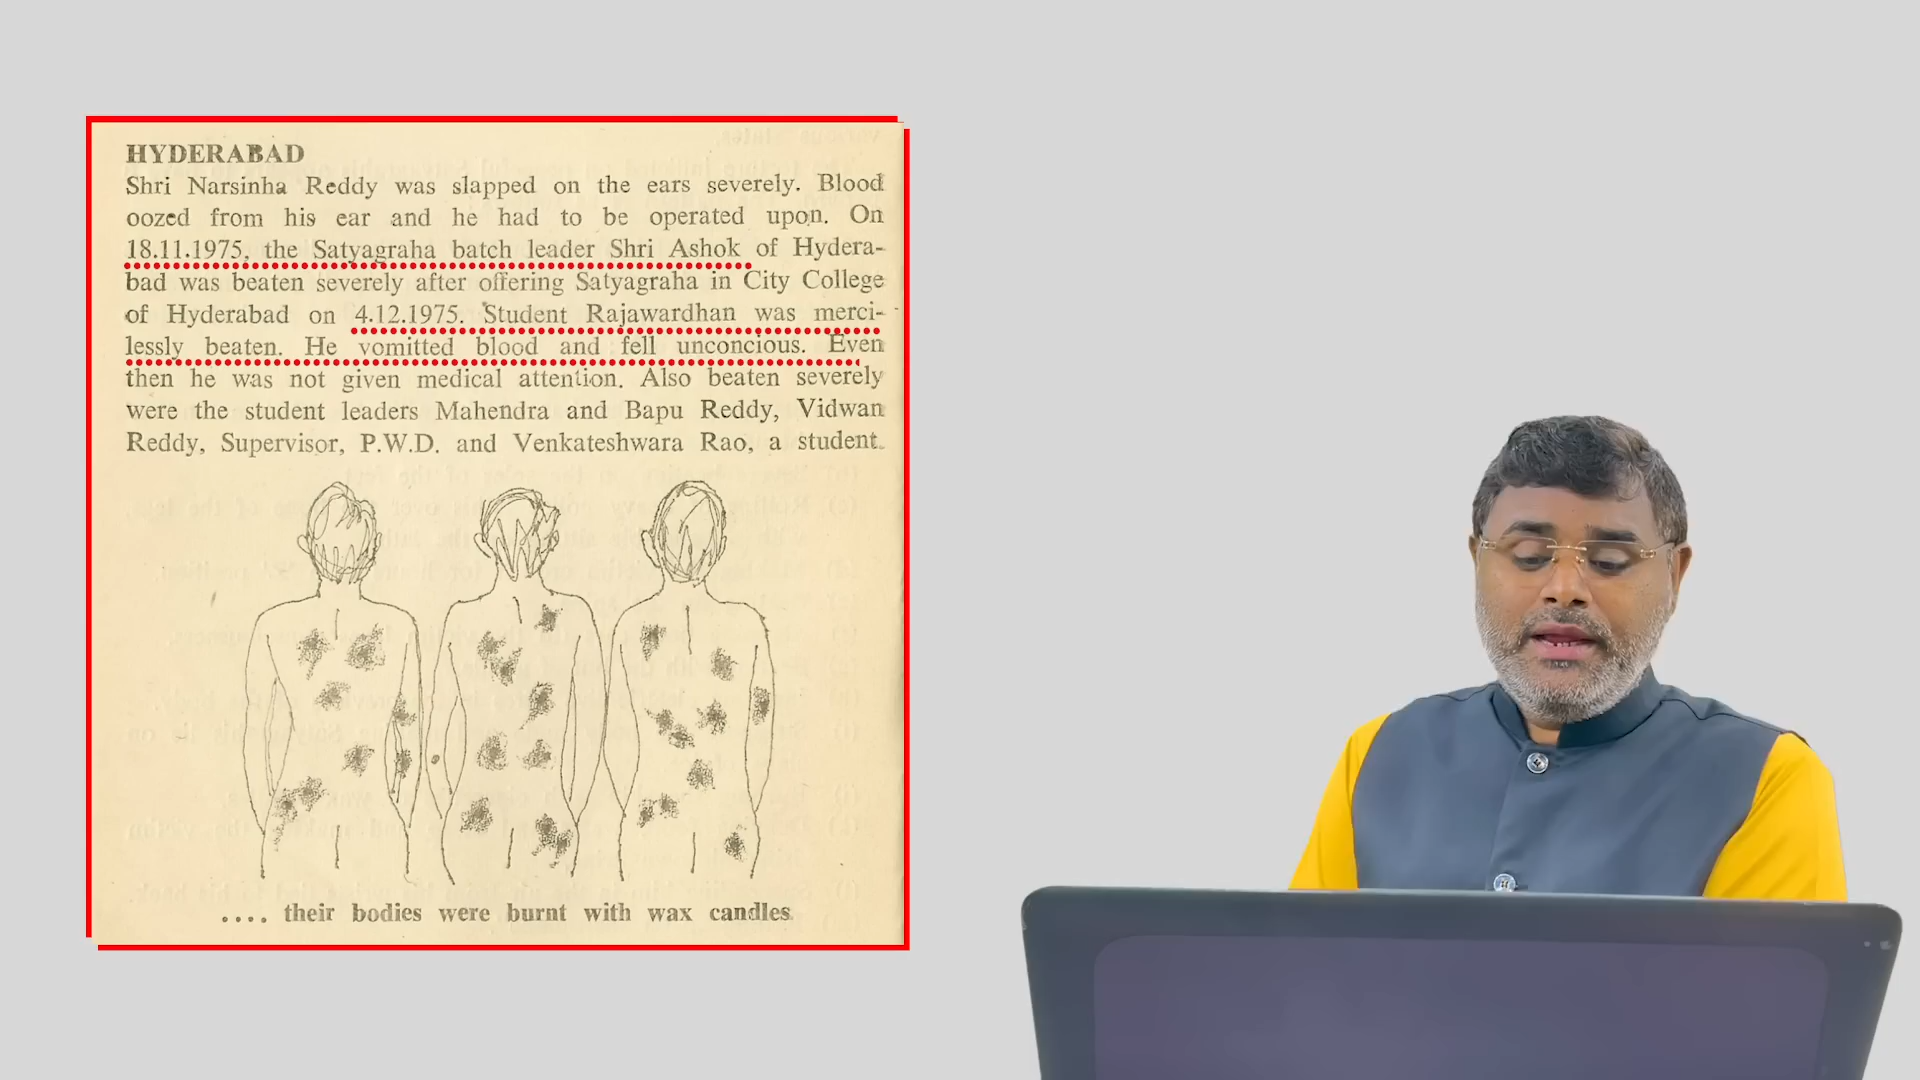 HYDERABAD
Shri Narsinha Reddy was slapped on the ears severely. Blood
oozed from his ear and he had to be operated upon. On
18.11.1975, the Satyagraha batch leader Shri Ashok of Hydera-
bad was beaten severely after offering Satyagraha in City College
of Hyderabad on 4.12.1975. Student Rajawardhan was merci-
lessly beaten. He vomitted blood and fell unconcious. Even
then he was not given medical attention. Also beaten severely
were the student leaders Mahendra and Bapu Reddy, Vidwan
Reddy, Supervisor, P.W.D. and Venkateshwara Rao, a student.
.... their bodies were burnt with wax candles